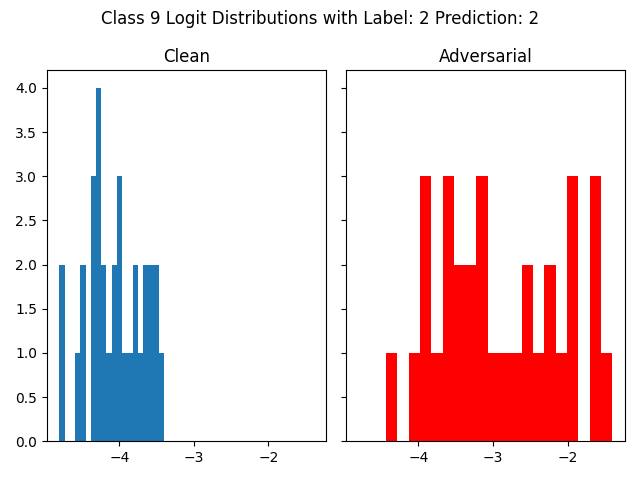 Class 9 Logit Distributions with Label: 2 Prediction: 2
Clean
Adversarial
4.0
3.5
3.0
2.5
2.0
1.5
1.0
0.5
0.0
−4 −3 −2
−4 −3 −2